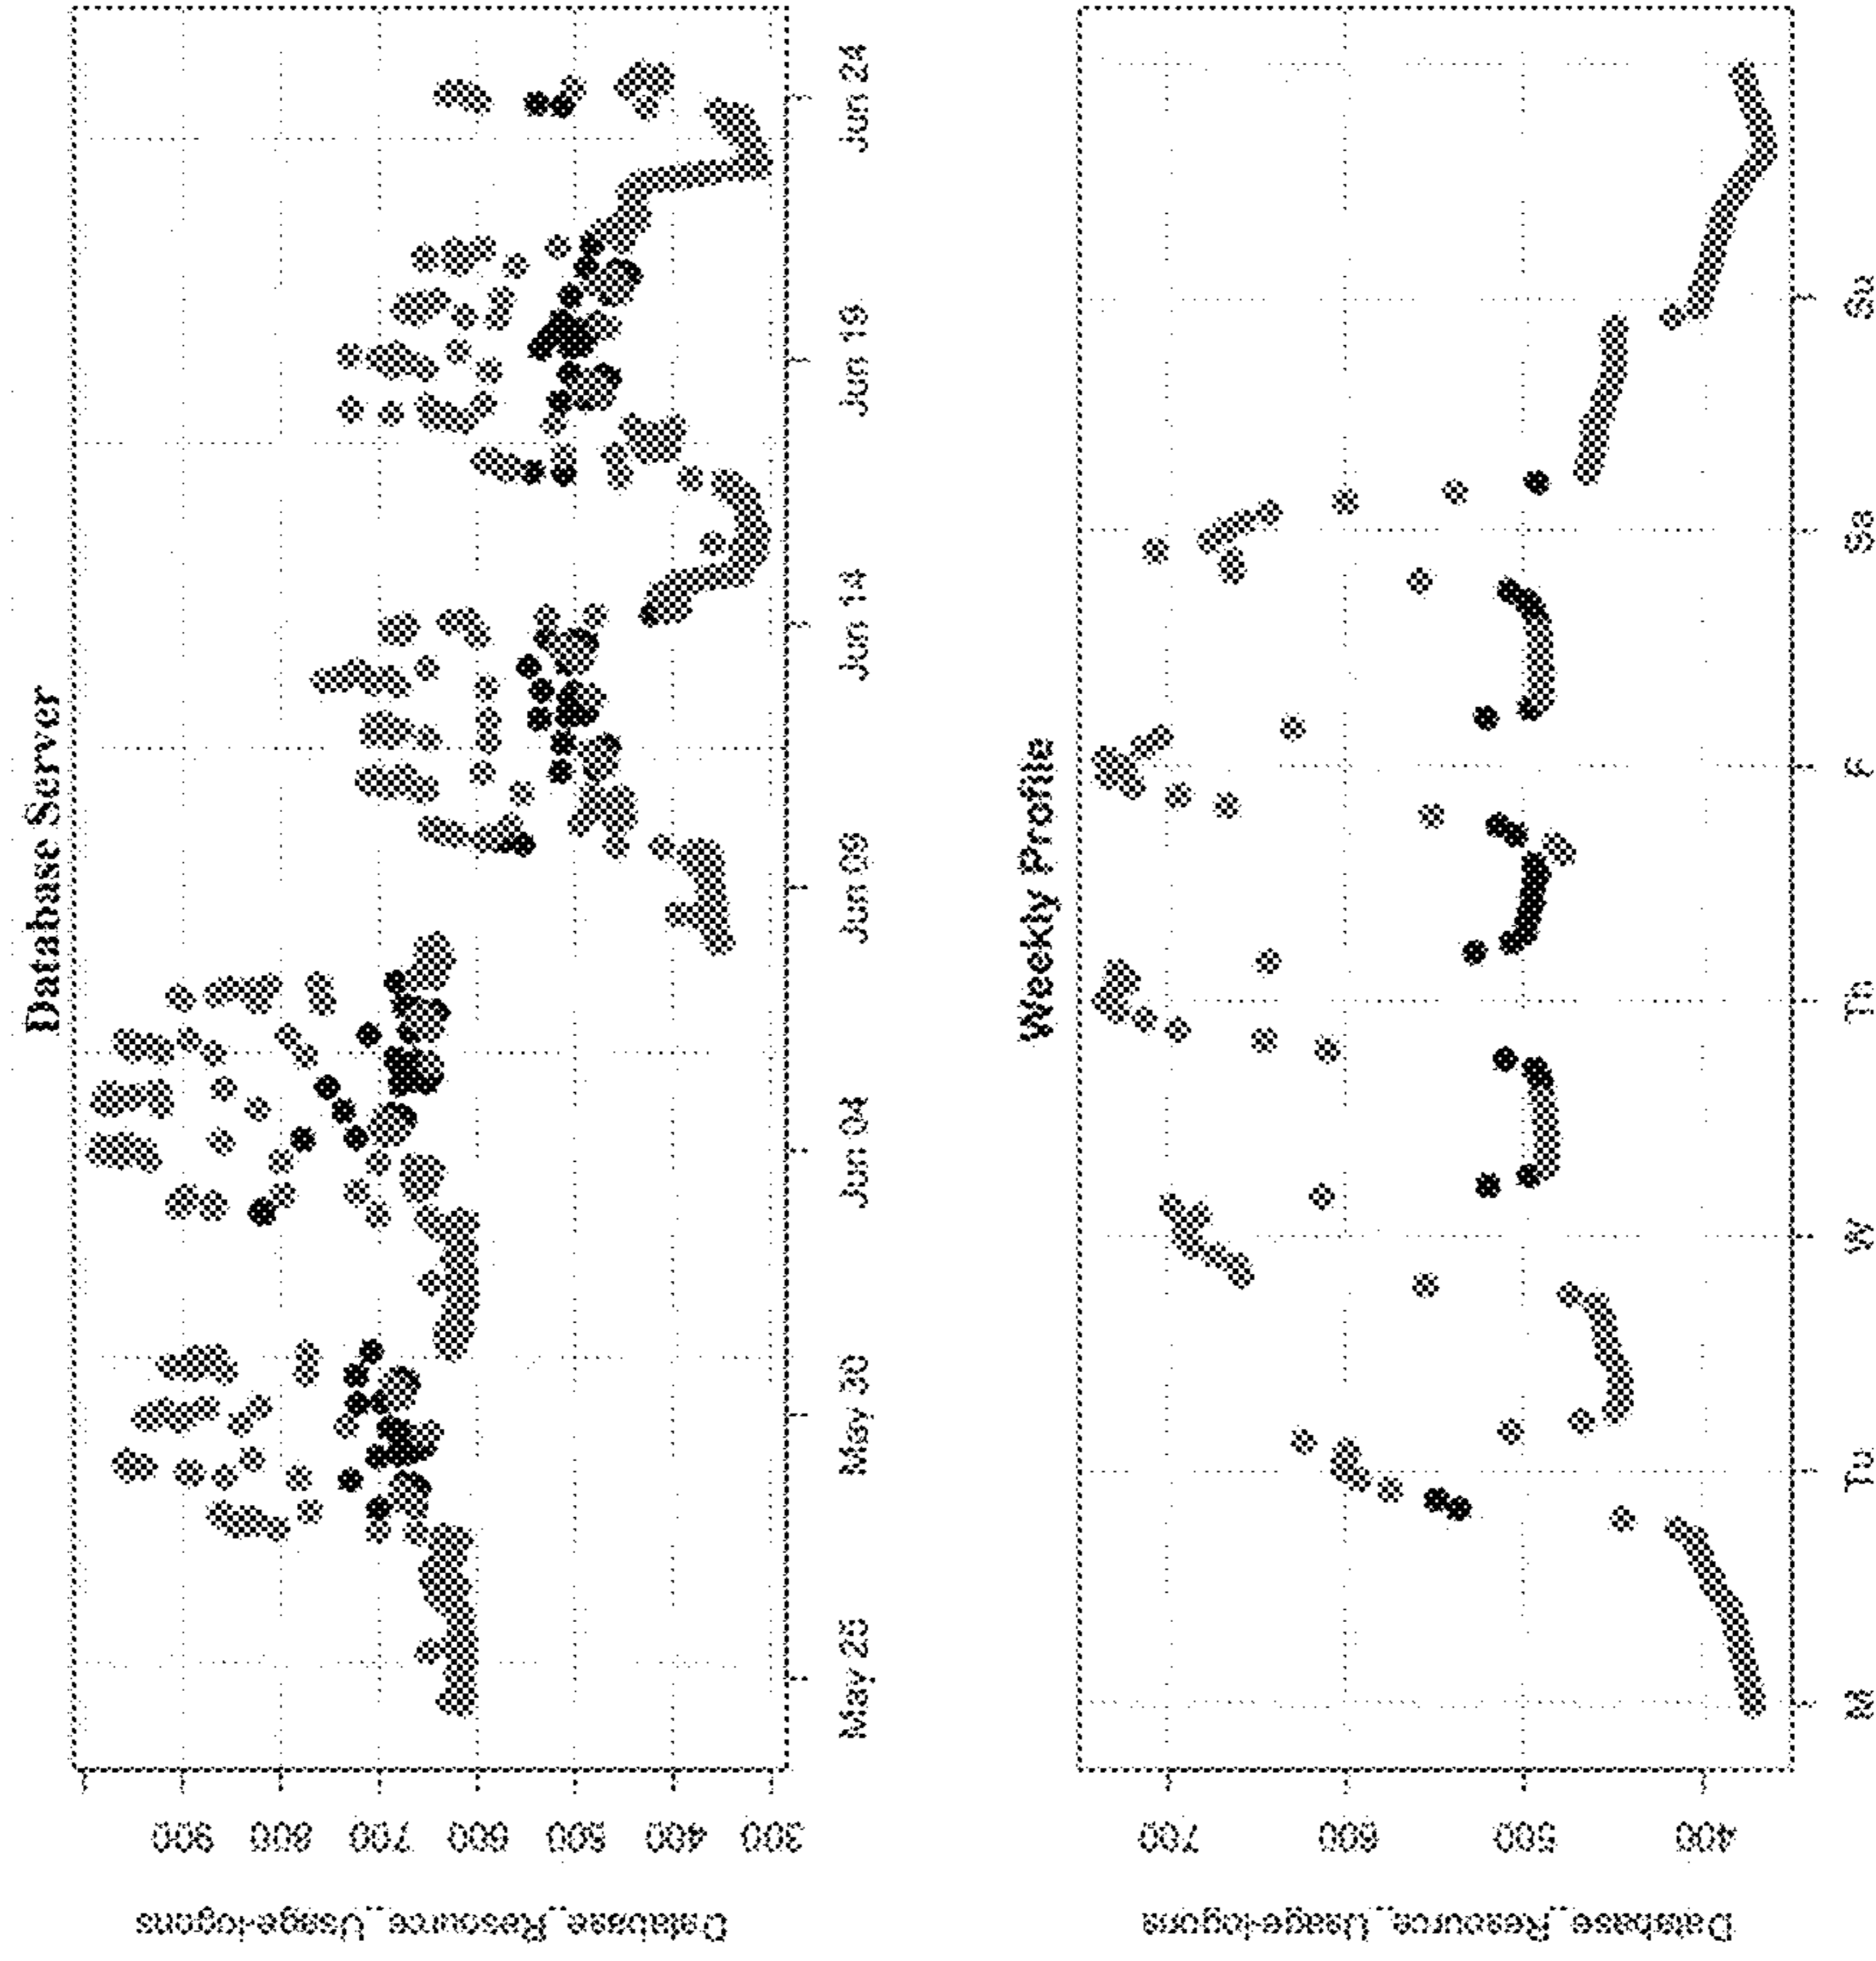 Database Server
Database_Resource_Usage-logons
900
800
700
600
500
400
300
May 25
May 30
Jun 04
Jun 09
Jun 14
Jun 19
Jun 24
Weekly Profile
Database_Resource_Usage-logons
700
600
500
400
M
Tu
W
Th
F
Sa
Su